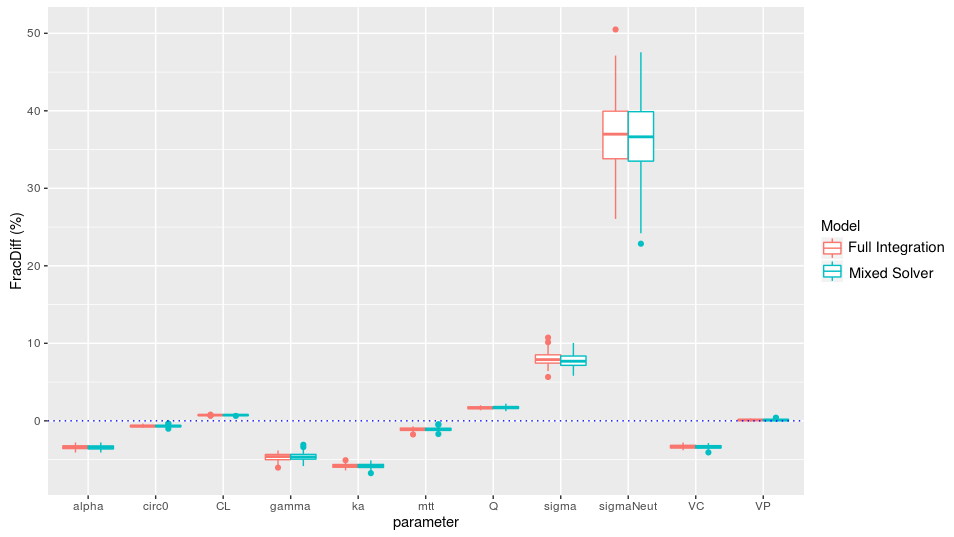 FracDiff (%)
50
40
30
20
10
0
alpha circ0 CL gamma ka mtt Q sigma sigmaNeut VC VP
parameter
Model
Full Integration
Mixed Solver